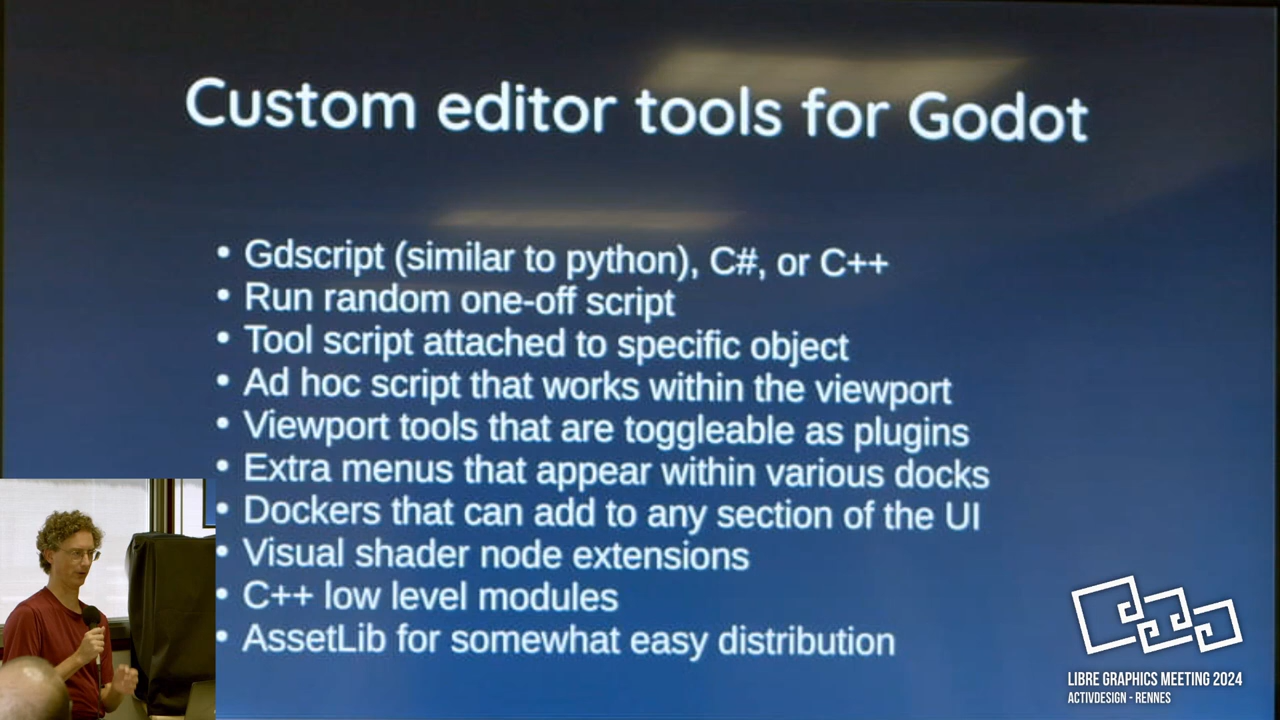 Custom editor tools for Godot
• Gdscript (similar to python), C#, or C++
• Run random one-off script
• Tool script attached to specific object
• Ad hoc script that works within the viewport
• Viewport tools that are toggleable as plugins
• Extra menus that appear within various docks
• Dockers that can add to any section of the UI
• Visual shader node extensions
• C++ low level modules
• AssetLib for somewhat easy distribution
LIBRE GRAPHICS MEETING 2024
ACTIVDESIGN - RENNES